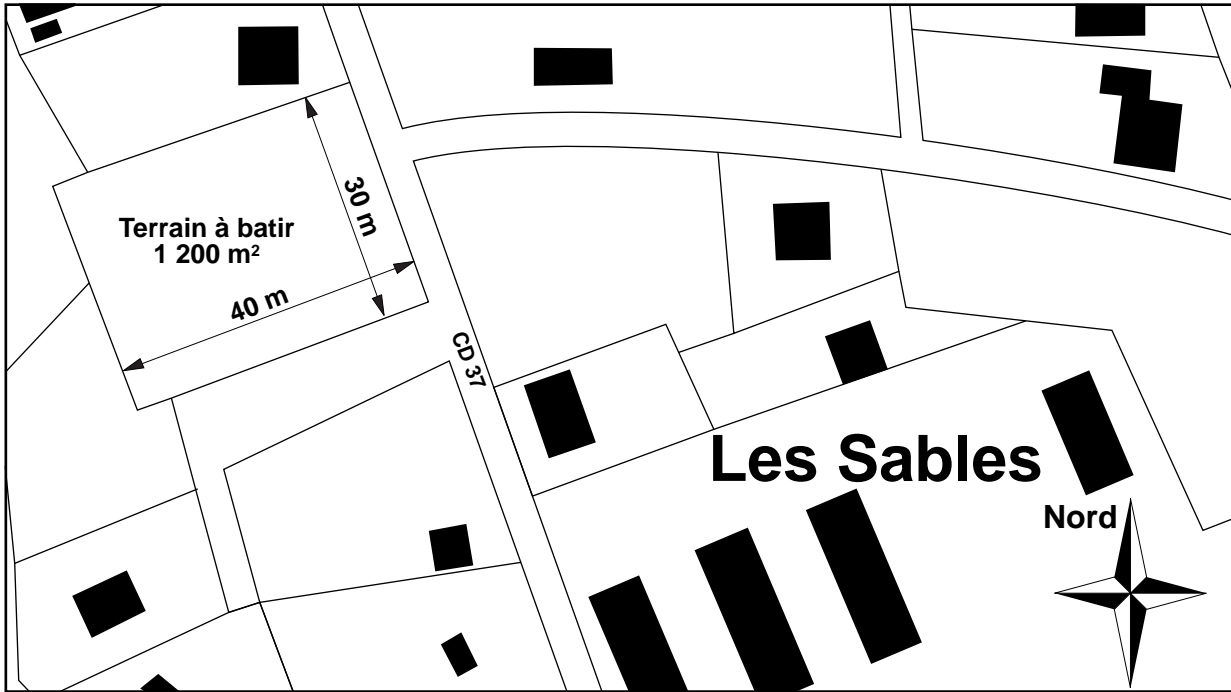 Terrain à batir
1 200 m²
30 m
40 m
CD 37
Les Sables
Nord